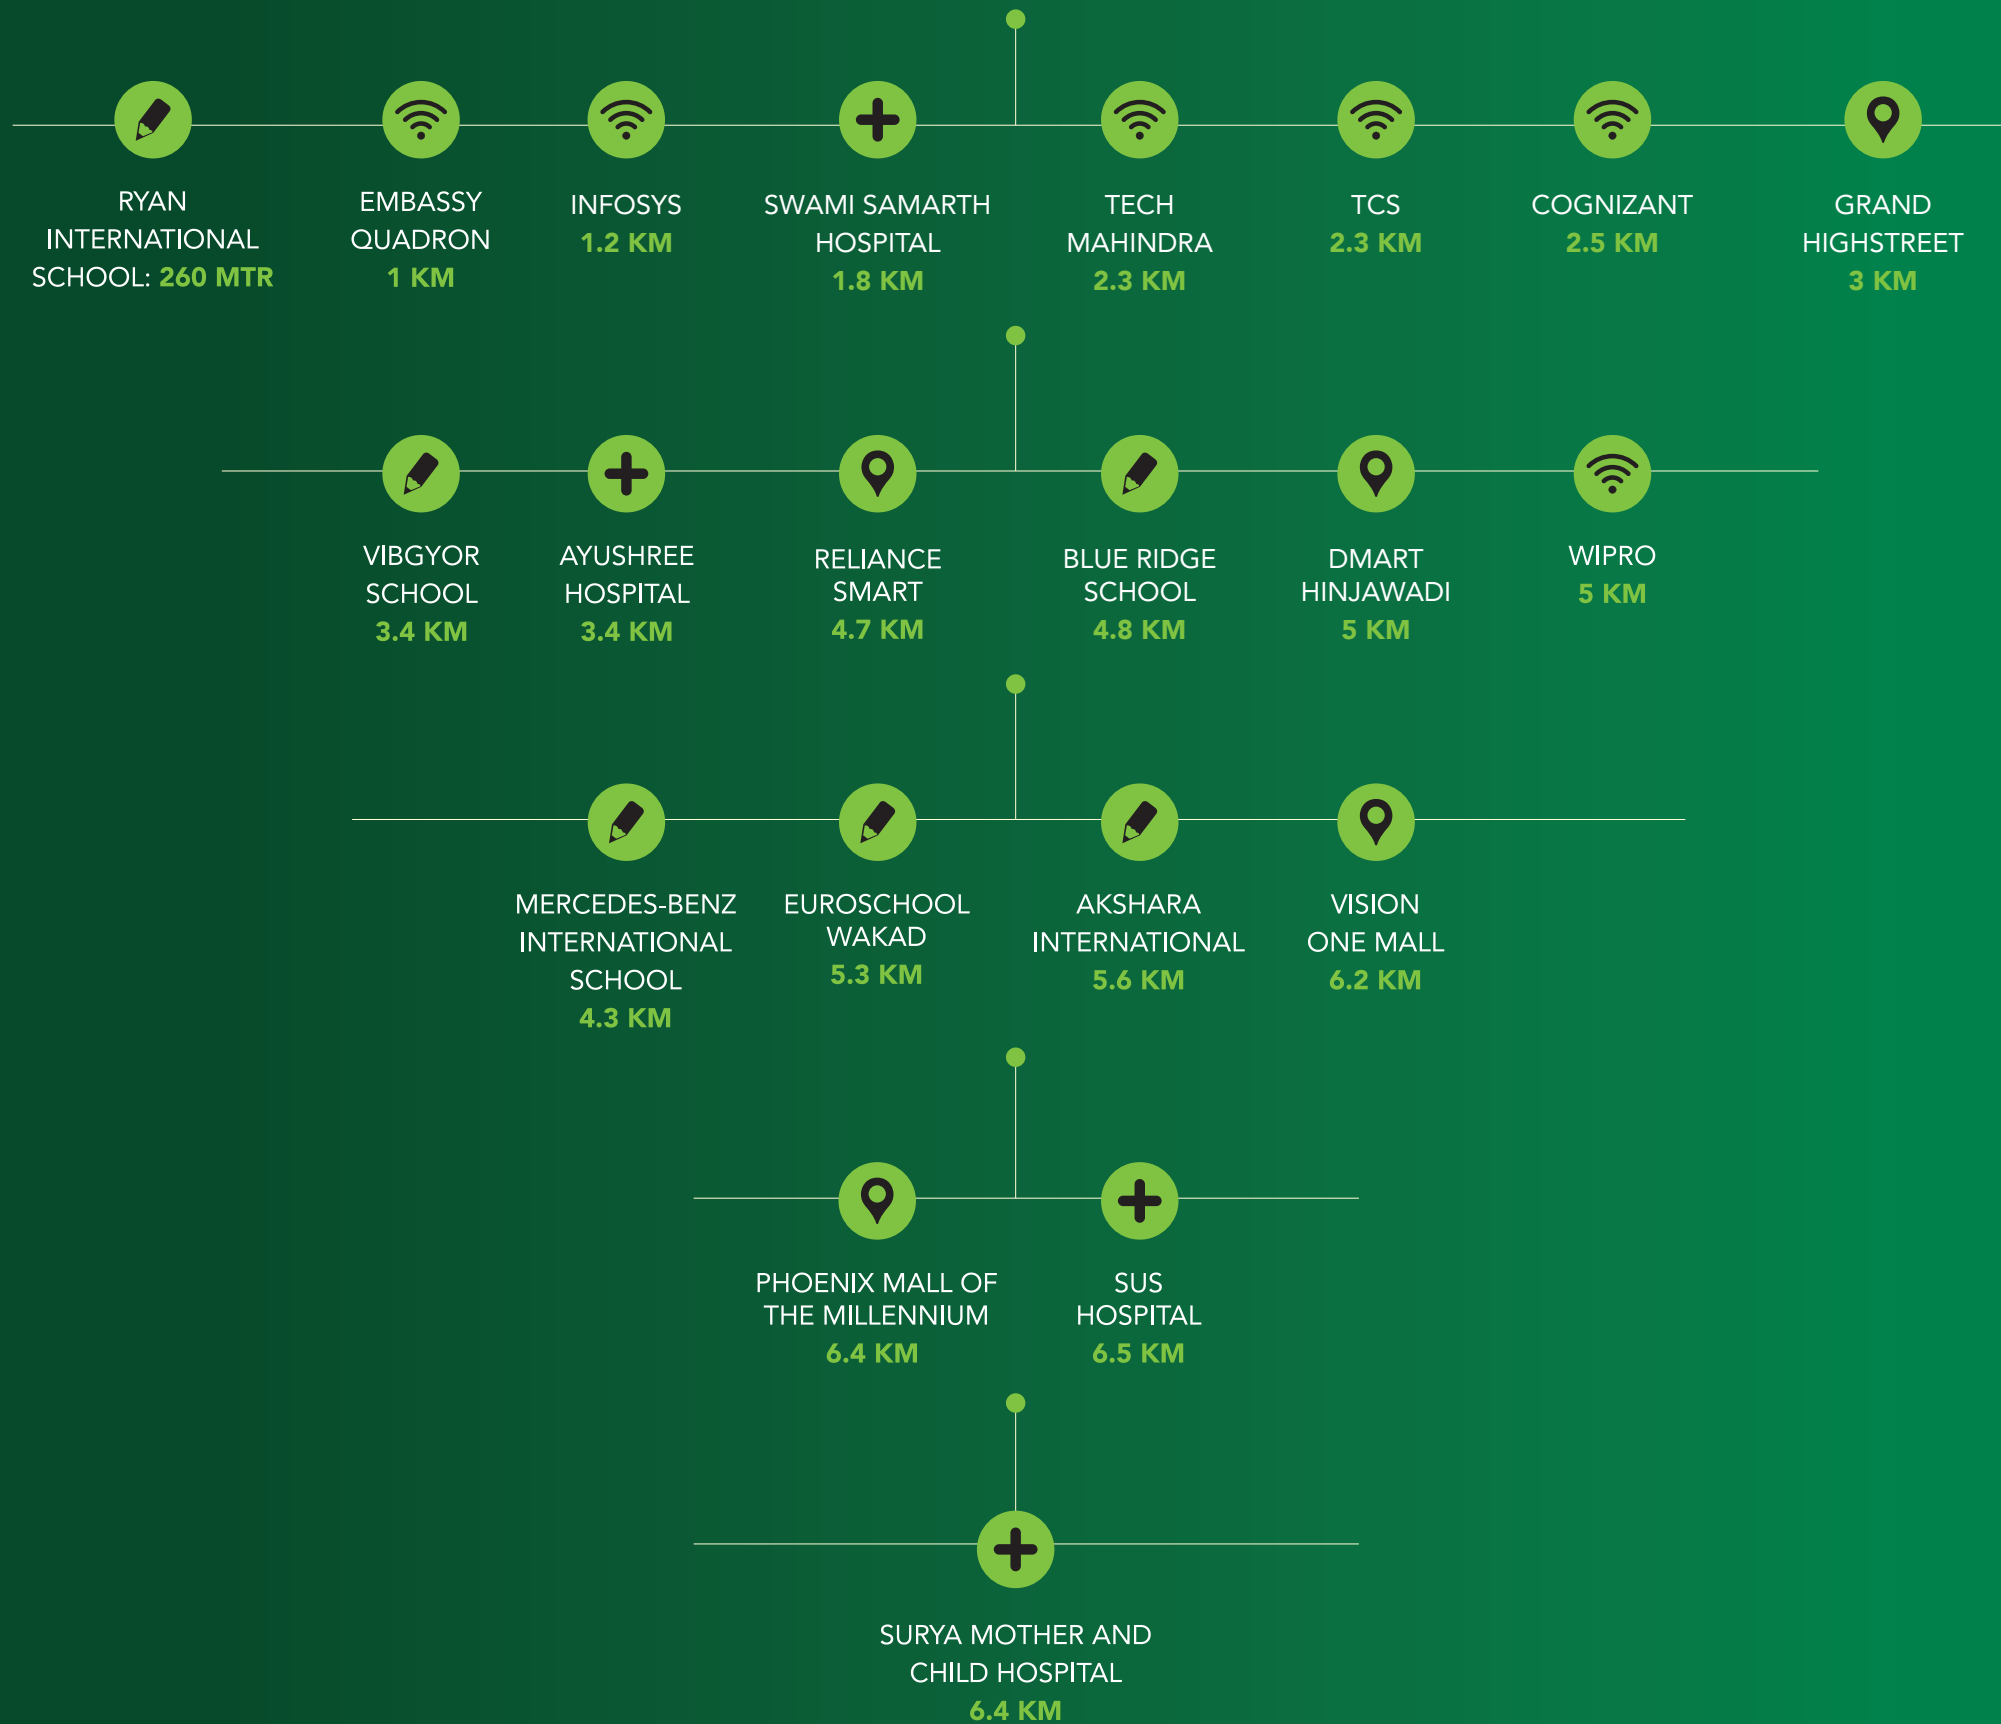 RYAN
INTERNATIONAL
SCHOOL: 260 MTR
EMBASSY
QUADRON
1 KM
INFOSYS
1.2 KM
SWAMI SAMARTH
HOSPITAL
1.8 KM
TECH
MAHINDRA
2.3 KM
TCS
2.3 KM
COGNIZANT
2.5 KM
GRAND
HIGHSTREET
3 KM
VIBGYOR
SCHOOL
3.4 KM
AYUSHREE
HOSPITAL
3.4 KM
RELIANCE
SMART
4.7 KM
BLUE RIDGE
SCHOOL
4.8 KM
DMART
HINJAWADI
5 KM
WIPRO
5 KM
MERCEDES-BENZ
INTERNATIONAL
SCHOOL
4.3 KM
EUROSCHOOL
WAKAD
5.3 KM
AKSHARA
INTERNATIONAL
5.6 KM
VISION
ONE MALL
6.2 KM
PHOENIX MALL OF
THE MILLENNIUM
6.4 KM
SUS
HOSPITAL
6.5 KM
SURYA MOTHER AND
CHILD HOSPITAL
6.4 KM